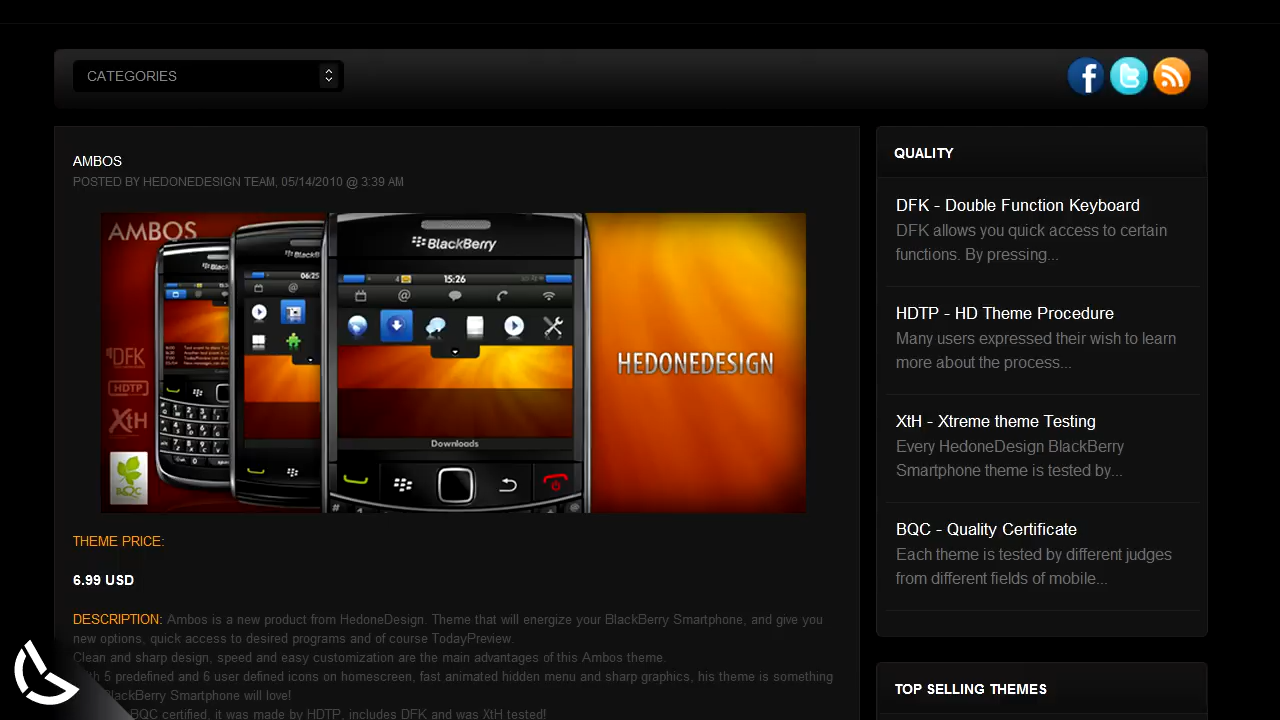 CATEGORIES
AMBOS
POSTED BY HEDONEDESIGN TEAM, 05/14/2010 @ 3:39 AM
AMBOS
BlackBerry
BlackBerry
06:25
15:26
DFK
HDTP
XtH
BQC
HEDONEDESIGN
Downloads
THEME PRICE:
6.99 USD
DESCRIPTION: Ambos is a new product from HedoneDesign. Theme that will energize your BlackBerry Smartphone, and give you
new options, quick access to desired programs and of course TodayPreview.
Clean and sharp design, speed and easy customization are the main advantages of this Ambos theme.
5 predefined and 6 user defined icons on homescreen, fast animated hidden menu and sharp graphics, his theme is something
BlackBerry Smartphone will love!
BQC certified, it was made by HDTP, includes DFK and was XtH tested!
QUALITY
DFK - Double Function Keyboard
DFK allows you quick access to certain
functions. By pressing...
HDTP - HD Theme Procedure
Many users expressed their wish to learn
more about the process...
XtH - Xtreme theme Testing
Every HedoneDesign BlackBerry
Smartphone theme is tested by...
BQC - Quality Certificate
Each theme is tested by different judges
from different fields of mobile...
TOP SELLING THEMES